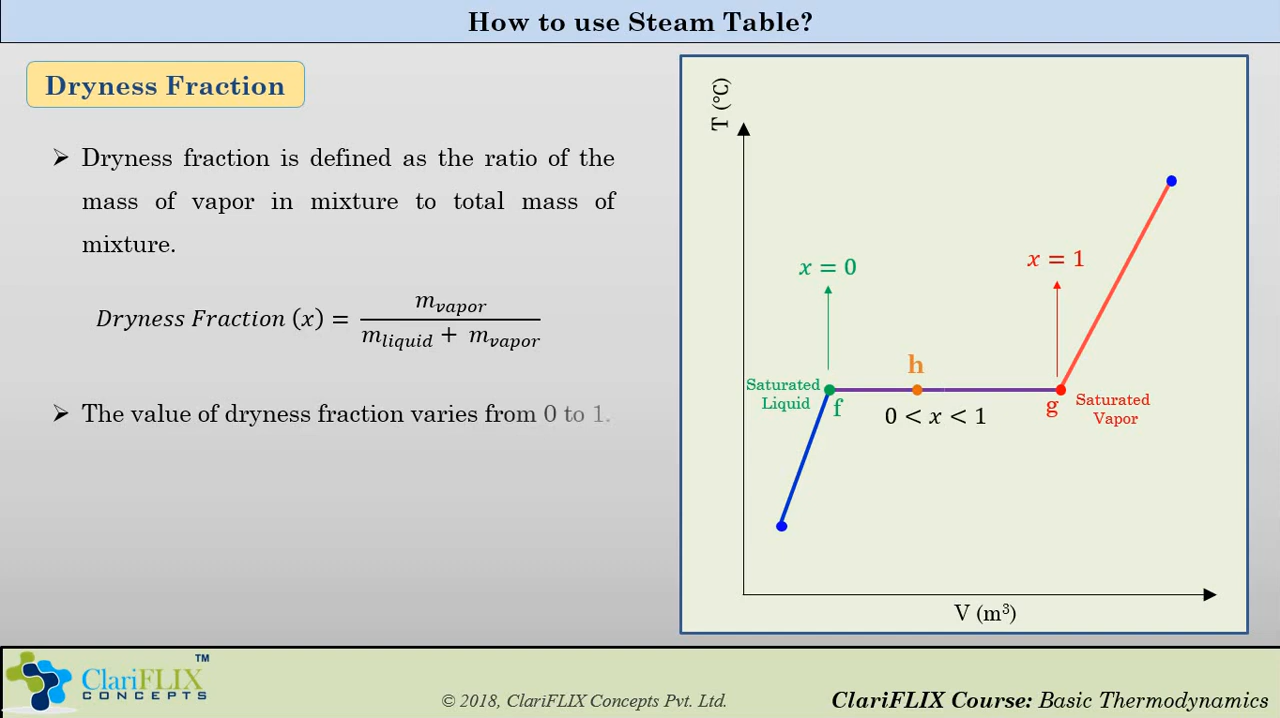 How to use Steam Table?
Dryness Fraction
➢ Dryness fraction is defined as the ratio of the
mass of vapor in mixture to total mass of
mixture.
Dryness Fraction (x) = m_vapor / (m_liquid + m_vapor)
➢ The value of dryness fraction varies from 0 to 1.
T (°C)
x = 0
x = 1
h
Saturated
Liquid
f
0 < x < 1
g
Saturated
Vapor
V (m³)
ClariFLIX™
CONCEPTS
© 2018, ClariFLIX Concepts Pvt. Ltd.
ClariFLIX Course: Basic Thermodynamics